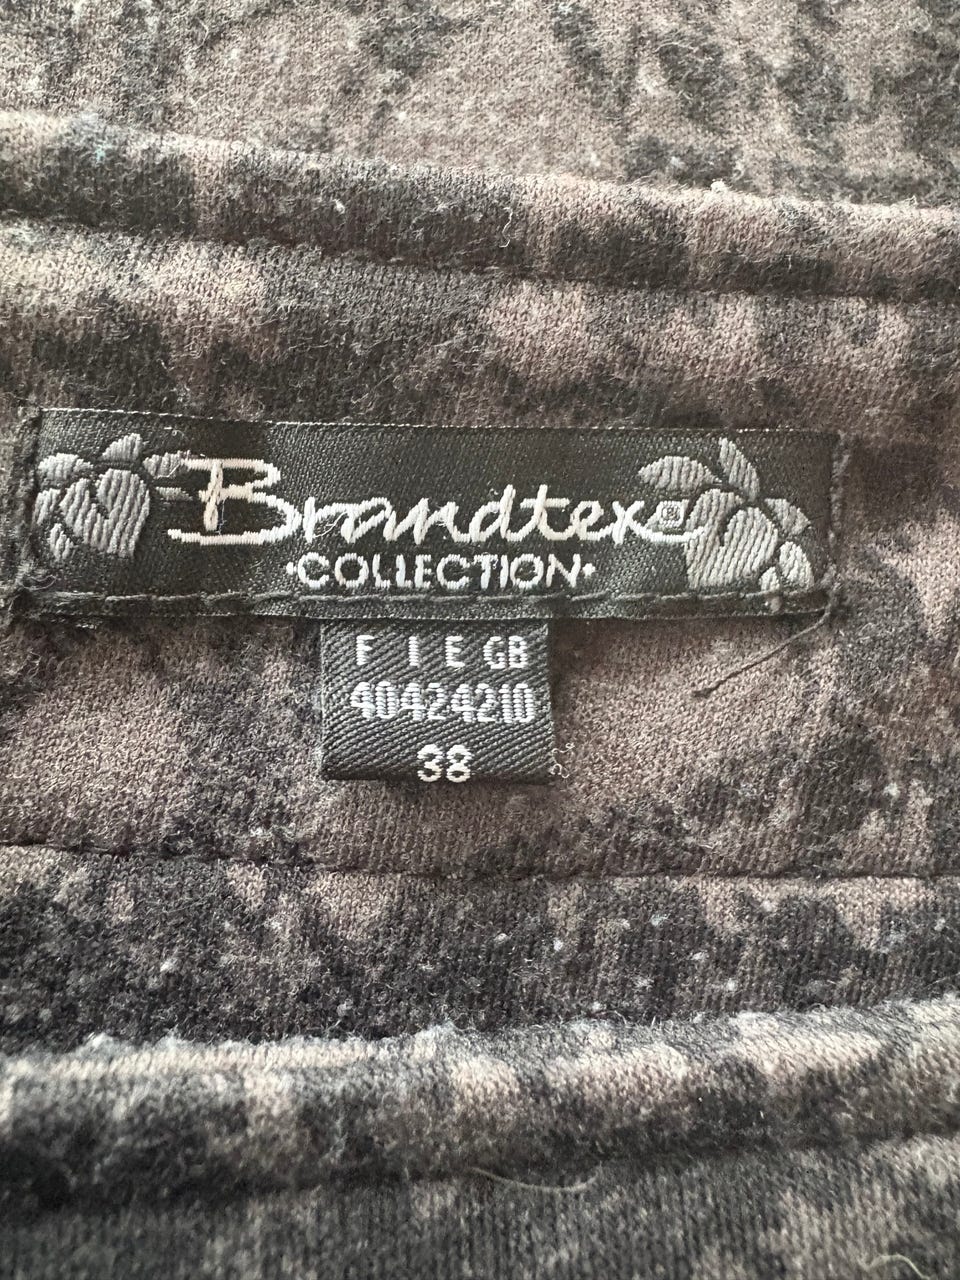 Brandtex®
·COLLECTION·
F I E GB
40424210
38